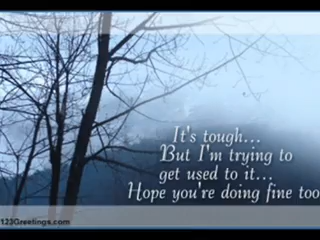 It's tough...
But I'm trying to
get used to it...
Hope you're doing fine too
123Greetings.com